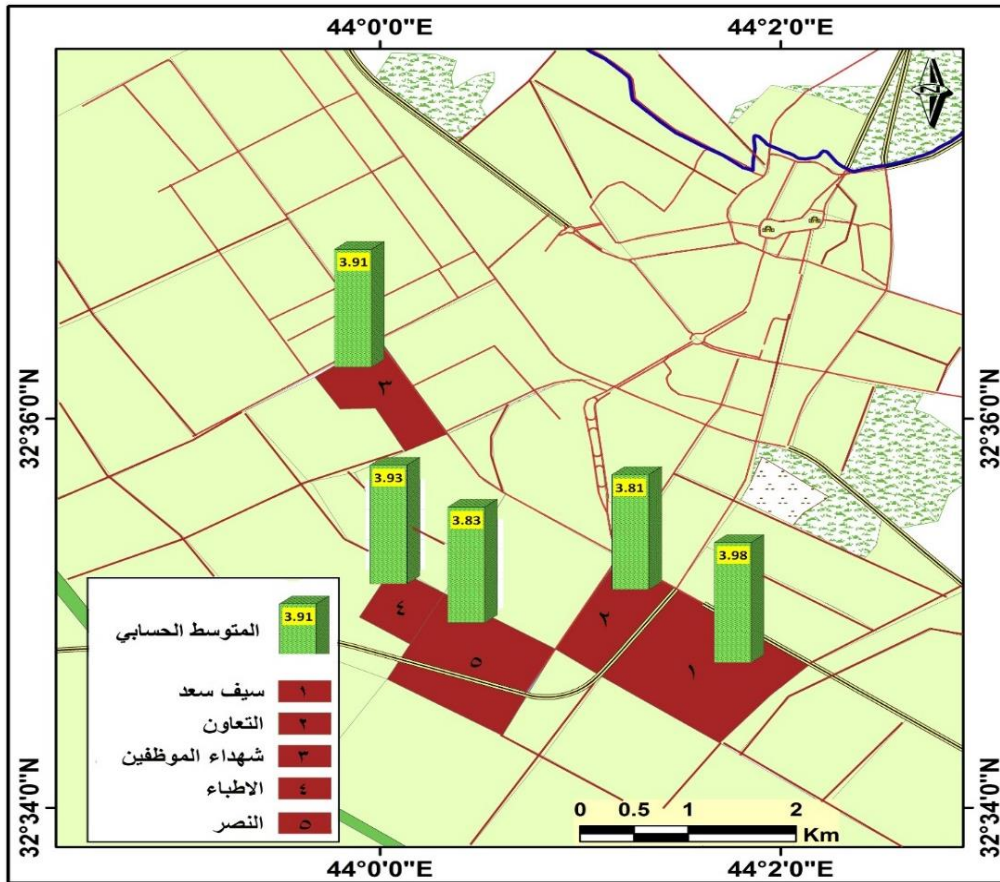 44°0'0"E 44°2'0"E
3.91
٣
32°36'0"N 32°36'0"N
3.93 3.81
3.83 3.98
٤ ٢
٥ ١
3.91 المتوسط الحسابي
١ سيف سعد
٢ التعاون
٣ شهداء الموظفين
٤ الاطباء
٥ النصر
0 0.5 1 2
Km
32°34'0"N 32°34'0"N
44°0'0"E 44°2'0"E